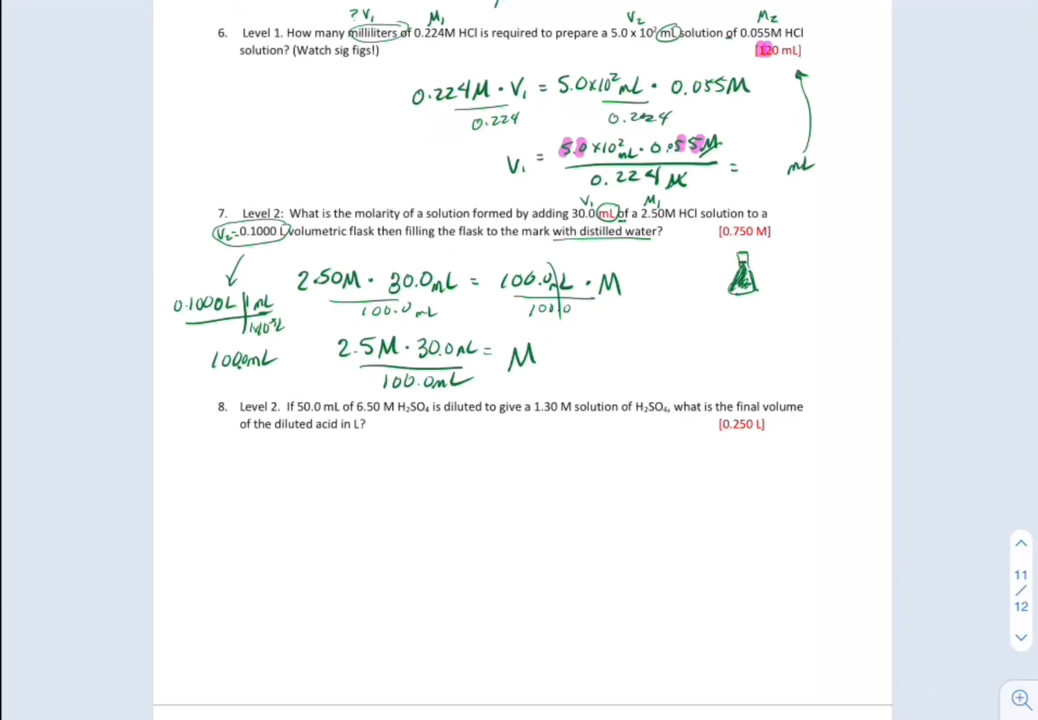 ? V₁ M₁ V₂ M₂
6. Level 1. How many milliliters of 0.224M HCl is required to prepare a 5.0 x 10² mL solution of 0.055M HCl
solution? (Watch sig figs!) [120 mL]
0.224M · V₁ = 5.0x10² mL · 0.055M
0.224 0.224
V₁ = 5.0 x10² mL · 0.055M =
0.224 M
mL
V₁ M₁
7. Level 2: What is the molarity of a solution formed by adding 30.0 mL of a 2.50M HCl solution to a
V₂= 0.1000 L volumetric flask then filling the flask to the mark with distilled water? [0.750 M]
2.50M · 30.0mL = 100.0mL · M
100.0mL 100.0
0.1000L | mL
1x10⁻³L
100.0mL
2.5M · 30.0mL = M
100.0mL
8. Level 2. If 50.0 mL of 6.50 M H₂SO₄ is diluted to give a 1.30 M solution of H₂SO₄, what is the final volume
of the diluted acid in L? [0.250 L]
11
/
12